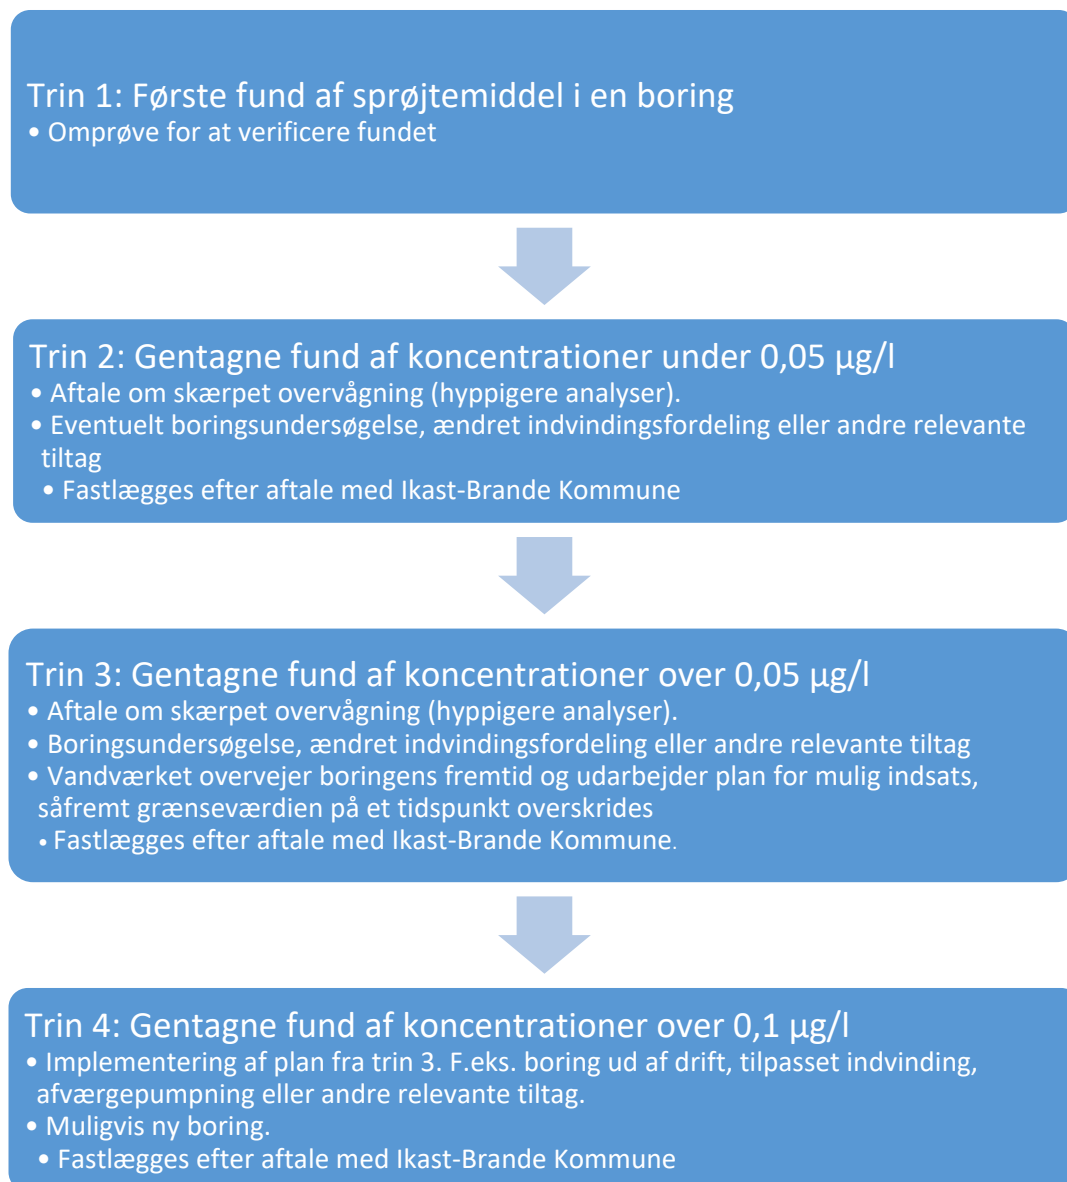 Trin 1: Første fund af sprøjtemiddel i en boring
• Omprøve for at verificere fundet
Trin 2: Gentagne fund af koncentrationer under 0,05 µg/l
• Aftale om skærpet overvågning (hyppigere analyser).
• Eventuelt boringsundersøgelse, ændret indvindingsfordeling eller andre relevante
tiltag
• Fastlægges efter aftale med Ikast-Brande Kommune
Trin 3: Gentagne fund af koncentrationer over 0,05 µg/l
• Aftale om skærpet overvågning (hyppigere analyser).
• Boringsundersøgelse, ændret indvindingsfordeling eller andre relevante tiltag
• Vandværket overvejer boringens fremtid og udarbejder plan for mulig indsats,
såfremt grænseværdien på et tidspunkt overskrides
• Fastlægges efter aftale med Ikast-Brande Kommune.
Trin 4: Gentagne fund af koncentrationer over 0,1 µg/l
• Implementering af plan fra trin 3. F.eks. boring ud af drift, tilpasset indvinding,
afværgepumpning eller andre relevante tiltag.
• Muligvis ny boring.
• Fastlægges efter aftale med Ikast-Brande Kommune